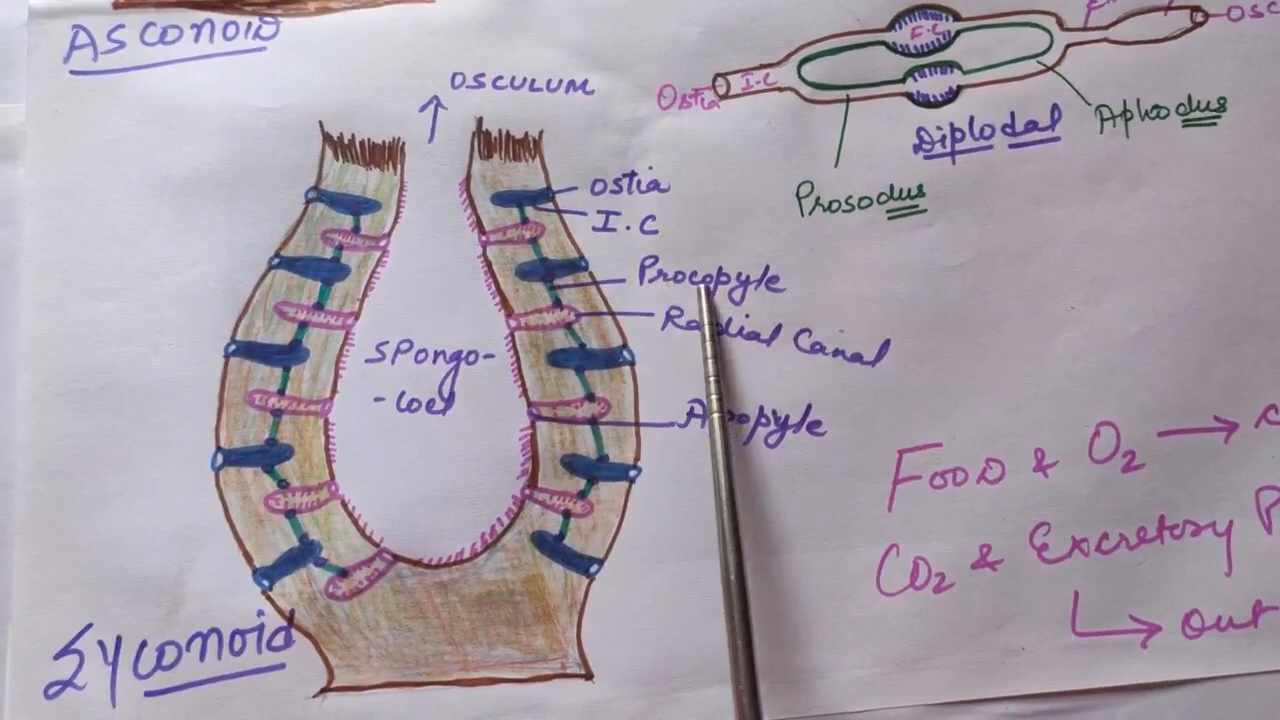 ASCONOID
OSCULUM
Ostia
I.C
Procopyle
Radial Canal
Apopyle
SPongo-
-coel
Syconoid
Ostia
I.C
F.C
OSC
Aphodus
Diplodal
Prosodus
Food & O2 →
CO2 & Excretory P
→ out